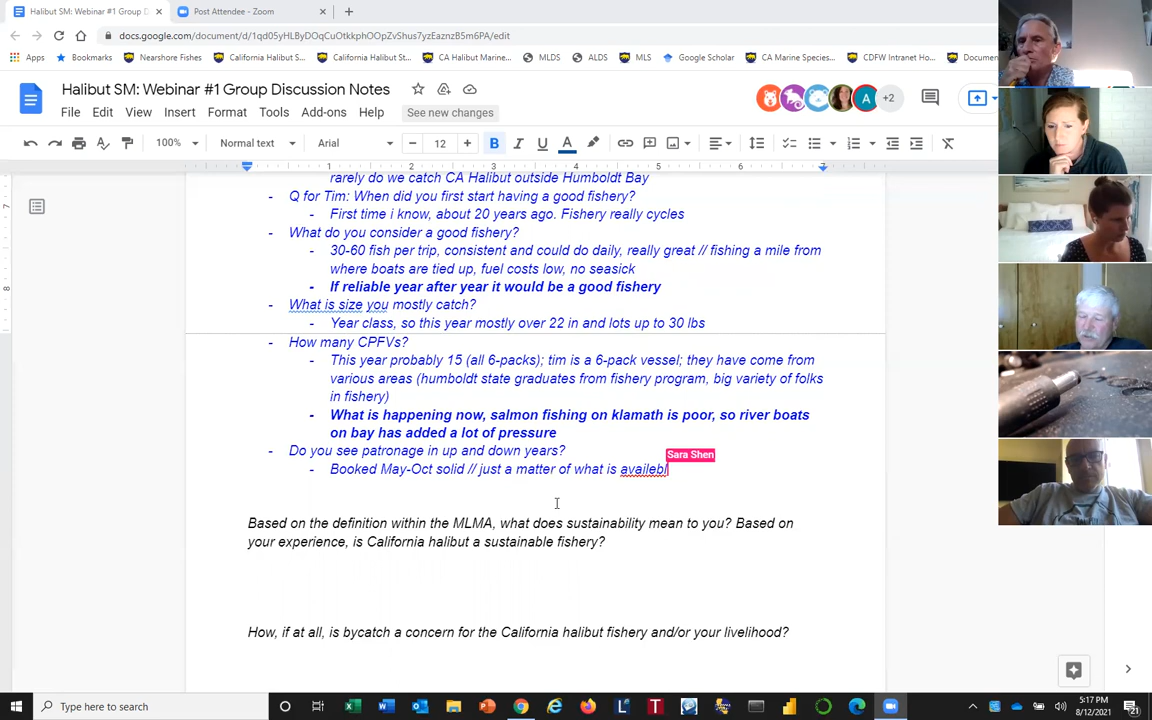 Halibut SM: Webinar #1 Group D
Post Attendee - Zoom
docs.google.com/document/d/
Apps
Bookmarks
Nearshore Fishes
California Halibut S...
California Halibut St...
CA Halibut Marine...
MLDS
ALDS
MLS
Google Scholar
CA Marine Species...
CDFW Intranet Ho...
Halibut SM: Webinar #1 Group Discussion Notes
File Edit View Insert Format Tools Add-ons Help
See new changes
A +2
100% Normal text Arial 12 B I U A
1 2 3 4 5 6 7
rarely do we catch CA Halibut outside Humboldt Bay
- Q for Tim: When did you first start having a good fishery?
- First time i know, about 20 years ago. Fishery really cycles
- What do you consider a good fishery?
- 30-60 fish per trip, consistent and could do daily, really great // fishing a mile from
where boats are tied up, fuel costs low, no seasick
- If reliable year after year it would be a good fishery
- What is size you mostly catch?
- Year class, so this year mostly over 22 in and lots up to 30 lbs
- How many CPFVs?
- This year probably 15 (all 6-packs); tim is a 6-pack vessel; they have come from
various areas (humboldt state graduates from fishery program, big variety of folks
in fishery)
- What is happening now, salmon fishing on klamath is poor, so river boats
on bay has added a lot of pressure
- Do you see patronage in up and down years?
Sara Shen
- Booked May-Oct solid // just a matter of what is availebl
Based on the definition within the MLMA, what does sustainability mean to you? Based on
your experience, is California halibut a sustainable fishery?
How, if at all, is bycatch a concern for the California halibut fishery and/or your livelihood?
Type here to search
5:17 PM
8/12/2021